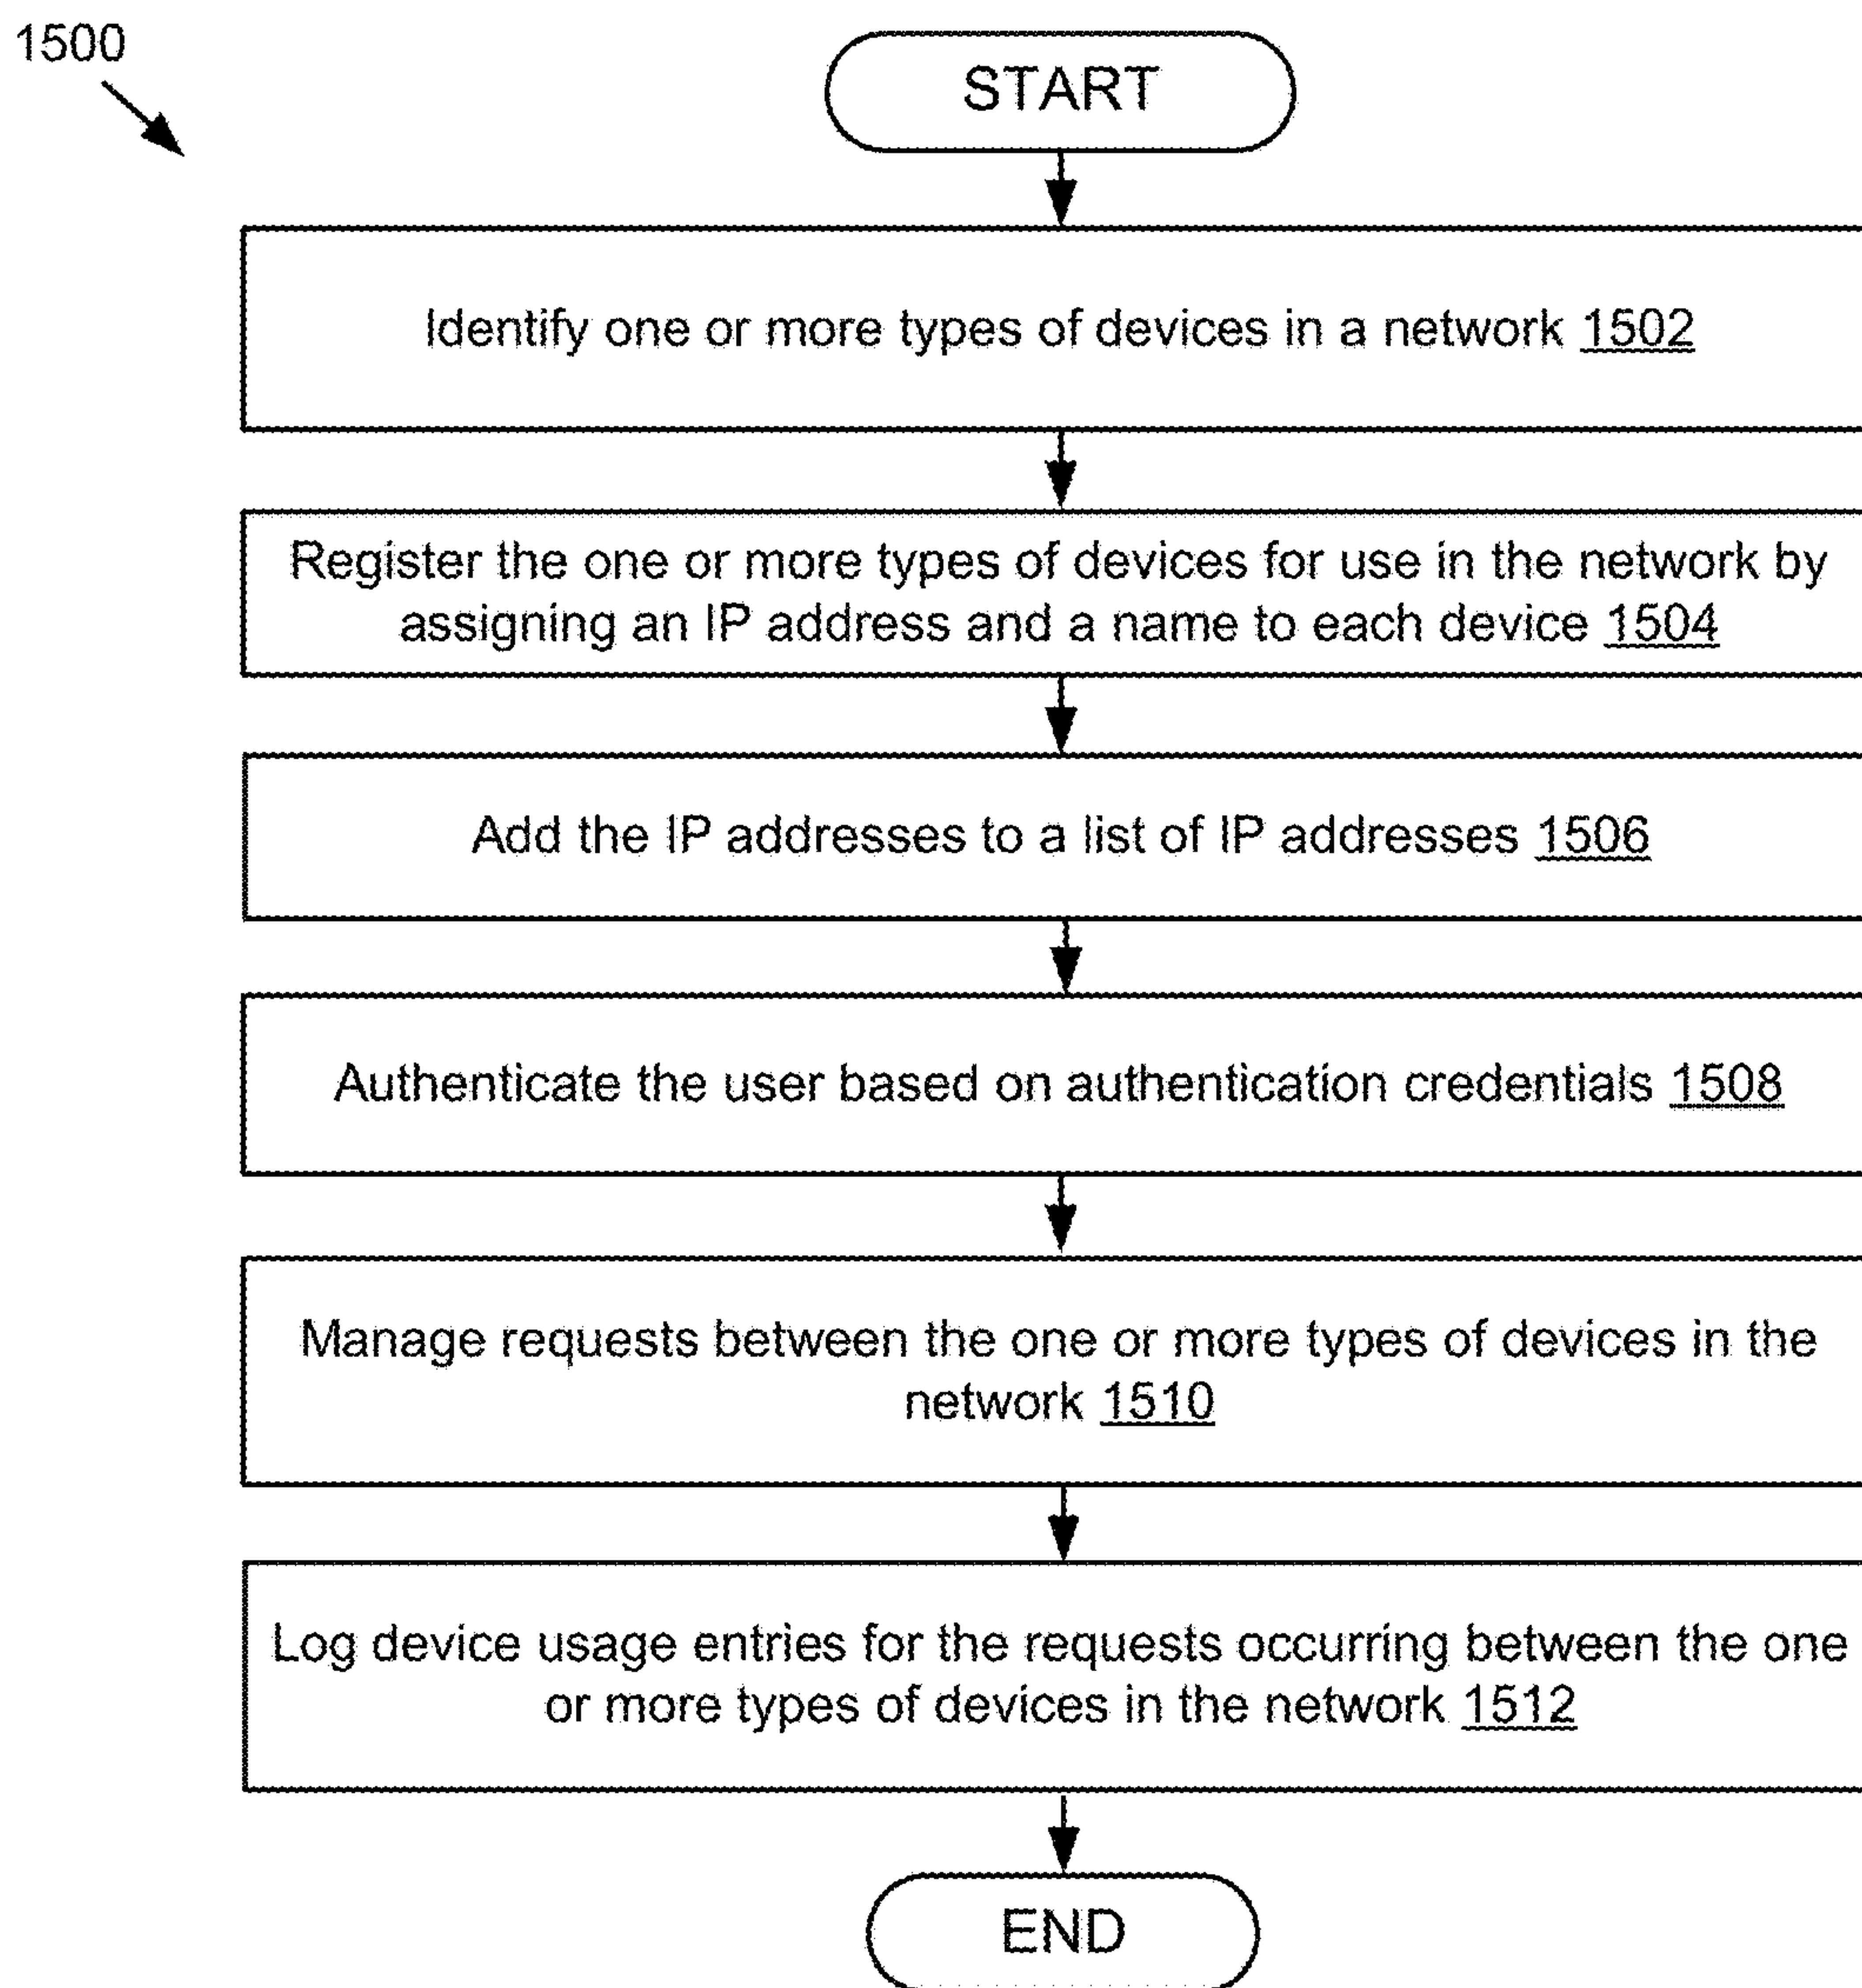 1500
START
Identify one or more types of devices in a network 1502
Register the one or more types of devices for use in the network by
assigning an IP address and a name to each device 1504
Add the IP addresses to a list of IP addresses 1506
Authenticate the user based on authentication credentials 1508
Manage requests between the one or more types of devices in the
network 1510
Log device usage entries for the requests occurring between the one
or more types of devices in the network 1512
END